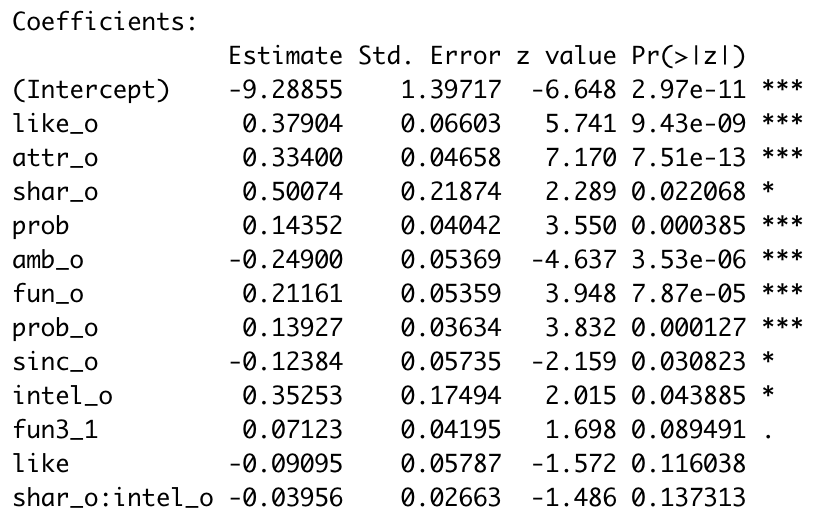 Coefficients:
Estimate Std. Error z value Pr(>|z|)
(Intercept) -9.28855 1.39717 -6.648 2.97e-11 ***
like_o 0.37904 0.06603 5.741 9.43e-09 ***
attr_o 0.33400 0.04658 7.170 7.51e-13 ***
shar_o 0.50074 0.21874 2.289 0.022068 *
prob 0.14352 0.04042 3.550 0.000385 ***
amb_o -0.24900 0.05369 -4.637 3.53e-06 ***
fun_o 0.21161 0.05359 3.948 7.87e-05 ***
prob_o 0.13927 0.03634 3.832 0.000127 ***
sinc_o -0.12384 0.05735 -2.159 0.030823 *
intel_o 0.35253 0.17494 2.015 0.043885 *
fun3_1 0.07123 0.04195 1.698 0.089491 .
like -0.09095 0.05787 -1.572 0.116038
shar_o:intel_o -0.03956 0.02663 -1.486 0.137313